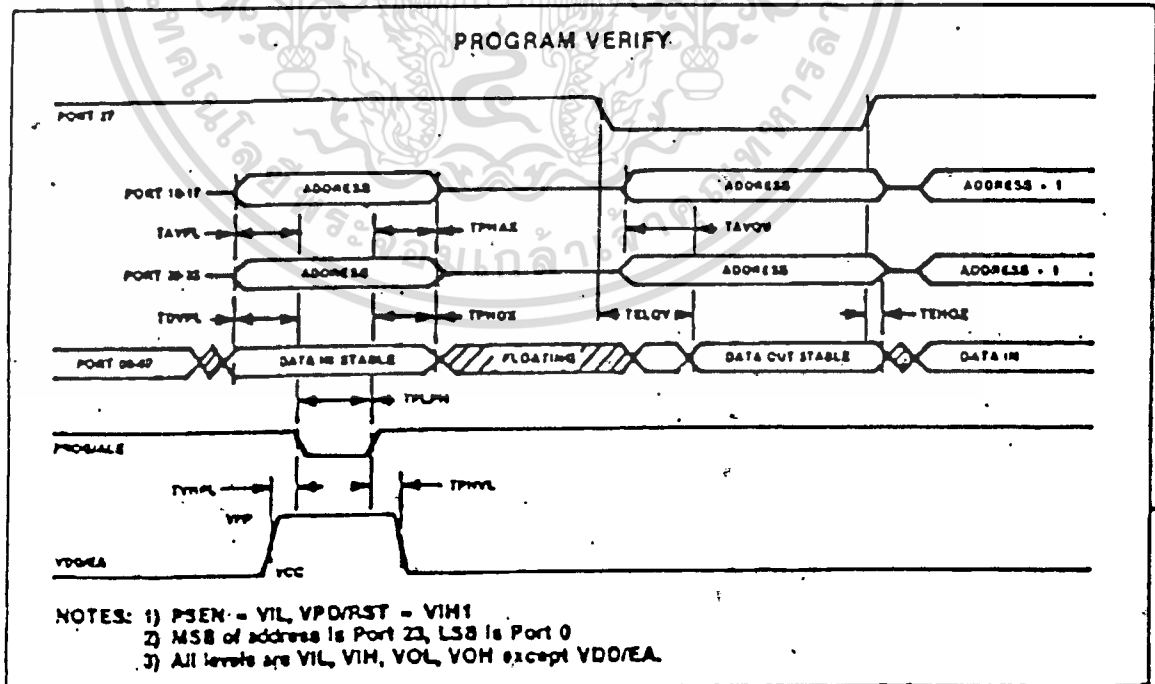 PROGRAM VERIFY
PORT 27
PORT 10-17
ADDRESS
ADDRESS
ADDRESS + 1
TAVPL
TPHAX
TAVQV
PORT 20-23
ADDRESS
ADDRESS
ADDRESS + 1
TDVPL
TPHDX
TELQV
TEHQZ
PORT 00-07
DATA IN STABLE
FLOATING
DATA OUT STABLE
DATA IN
TPLPH
PROG/ALE
TVHPL
TPHVL
VPP
VDD/EA
VCC
NOTES: 1) PSEN = VIL, VPD/RST = VIH1
2) MSB of address is Port 23, LSB is Port 0
3) All levels are VIL, VIH, VOL, VOH except VDD/EA.